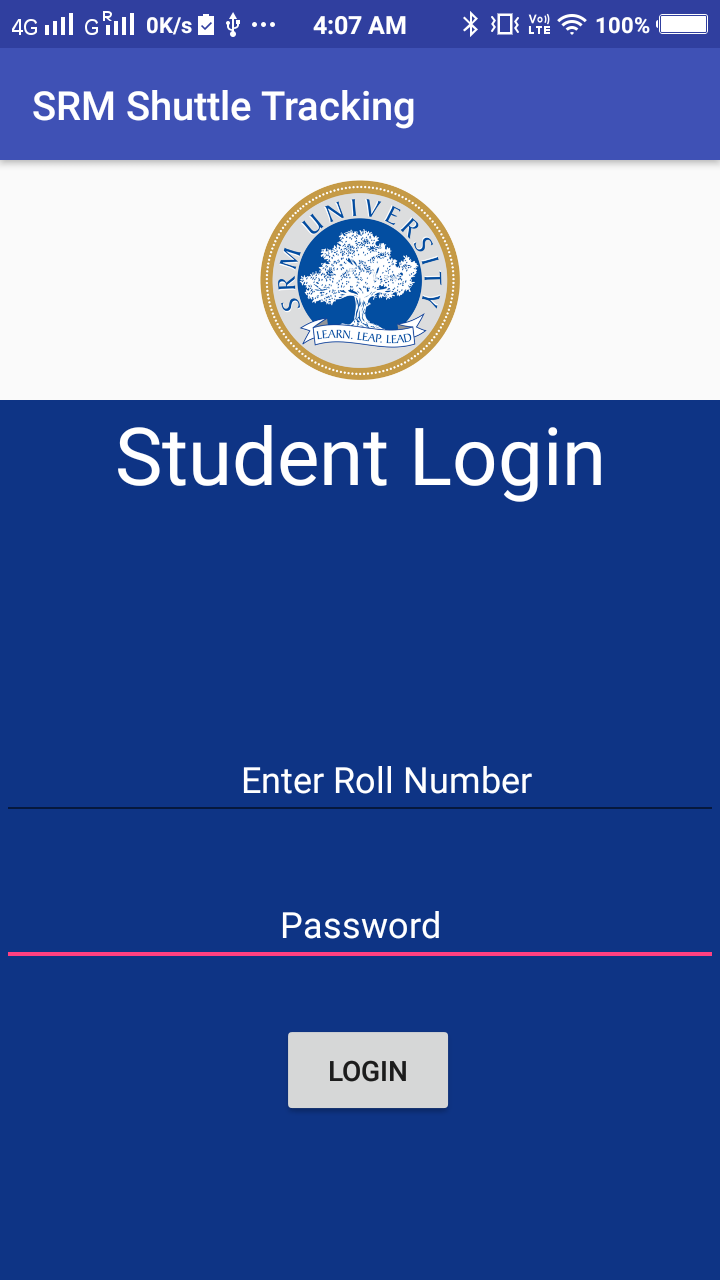 4G G R 0K/s 4:07 AM Vo)) LTE 100%
SRM Shuttle Tracking
SRM UNIVERSITY
LEARN. LEAP. LEAD
Student Login
Enter Roll Number
Password
LOGIN